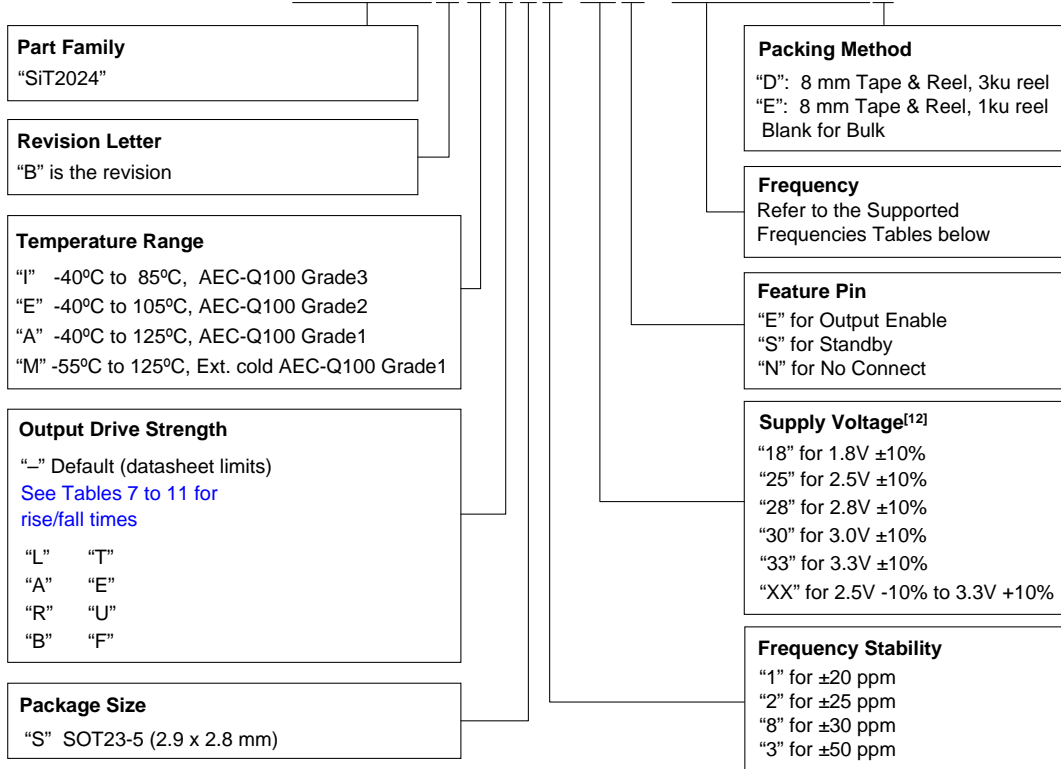 Part Family
“SiT2024”
Revision Letter
“B” is the revision
Temperature Range
“I” -40ºC to 85ºC, AEC-Q100 Grade3
“E” -40ºC to 105ºC, AEC-Q100 Grade2
“A” -40ºC to 125ºC, AEC-Q100 Grade1
“M” -55ºC to 125ºC, Ext. cold AEC-Q100 Grade1
Output Drive Strength
“–” Default (datasheet limits)
See Tables 7 to 11 for
rise/fall times
“L” “T”
“A” “E”
“R” “U”
“B” “F”
Package Size
“S” SOT23-5 (2.9 x 2.8 mm)
Packing Method
“D”: 8 mm Tape & Reel, 3ku reel
“E”: 8 mm Tape & Reel, 1ku reel
Blank for Bulk
Frequency
Refer to the Supported
Frequencies Tables below
Feature Pin
“E” for Output Enable
“S” for Standby
“N” for No Connect
Supply Voltage[12]
“18” for 1.8V ±10%
“25” for 2.5V ±10%
“28” for 2.8V ±10%
“30” for 3.0V ±10%
“33” for 3.3V ±10%
“XX” for 2.5V -10% to 3.3V +10%
Frequency Stability
“1” for ±20 ppm
“2” for ±25 ppm
“8” for ±30 ppm
“3” for ±50 ppm